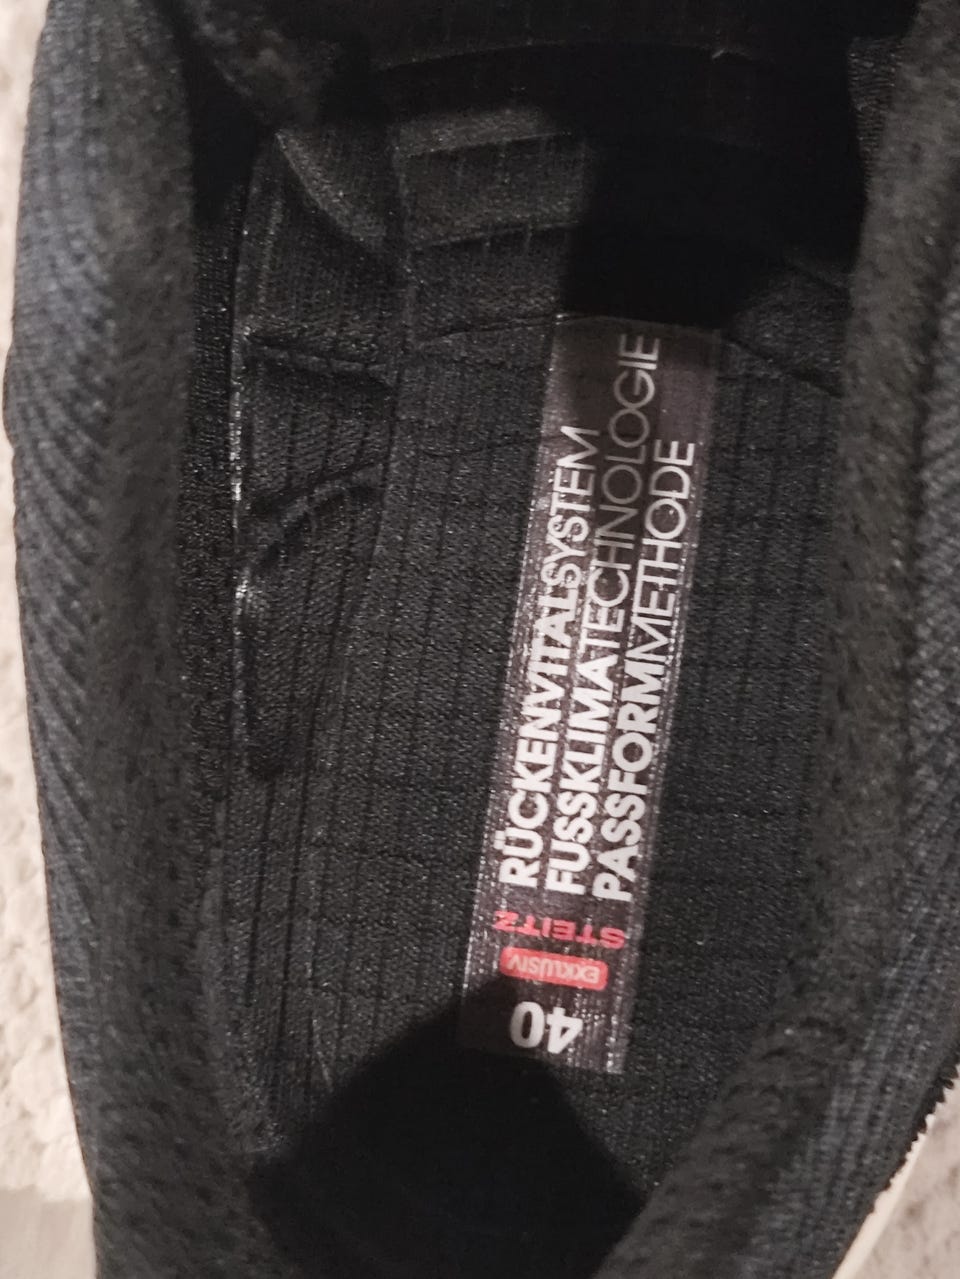 RÜCKENVITALSYSTEM
FUSSKLIMATECHNOLOGIE
PASSFORMMETHODE
STEITZ
EXKLUSIV
40